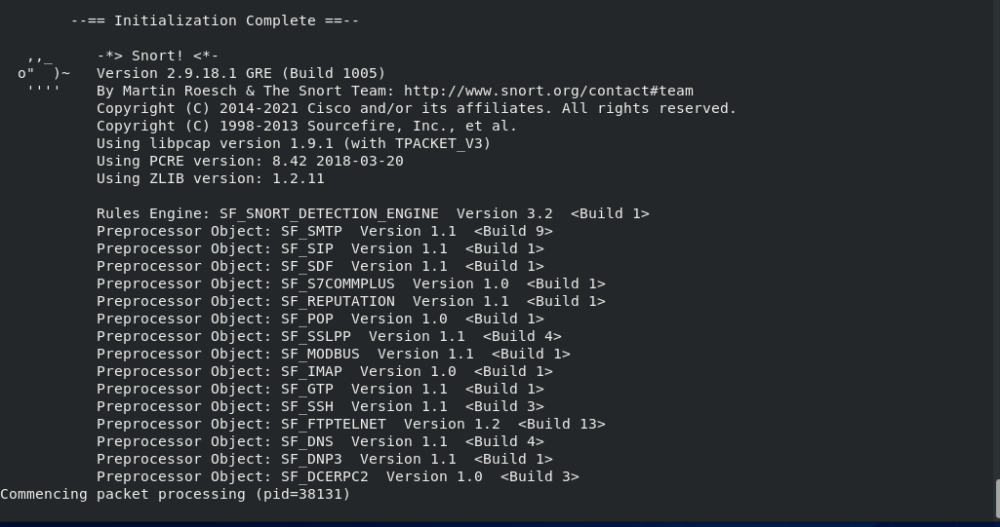 --== Initialization Complete ==--
,,_     -*> Snort! <*-
o"  )~   Version 2.9.18.1 GRE (Build 1005)
''''    By Martin Roesch & The Snort Team: http://www.snort.org/contact#team
Copyright (C) 2014-2021 Cisco and/or its affiliates. All rights reserved.
Copyright (C) 1998-2013 Sourcefire, Inc., et al.
Using libpcap version 1.9.1 (with TPACKET_V3)
Using PCRE version: 8.42 2018-03-20
Using ZLIB version: 1.2.11
Rules Engine: SF_SNORT_DETECTION_ENGINE  Version 3.2  <Build 1>
Preprocessor Object: SF_SMTP  Version 1.1  <Build 9>
Preprocessor Object: SF_SIP  Version 1.1  <Build 1>
Preprocessor Object: SF_SDF  Version 1.1  <Build 1>
Preprocessor Object: SF_S7COMMPLUS  Version 1.0  <Build 1>
Preprocessor Object: SF_REPUTATION  Version 1.1  <Build 1>
Preprocessor Object: SF_POP  Version 1.0  <Build 1>
Preprocessor Object: SF_SSLPP  Version 1.1  <Build 4>
Preprocessor Object: SF_MODBUS  Version 1.1  <Build 1>
Preprocessor Object: SF_IMAP  Version 1.0  <Build 1>
Preprocessor Object: SF_GTP  Version 1.1  <Build 1>
Preprocessor Object: SF_SSH  Version 1.1  <Build 3>
Preprocessor Object: SF_FTPTELNET  Version 1.2  <Build 13>
Preprocessor Object: SF_DNS  Version 1.1  <Build 4>
Preprocessor Object: SF_DNP3  Version 1.1  <Build 1>
Preprocessor Object: SF_DCERPC2  Version 1.0  <Build 3>
Commencing packet processing (pid=38131)